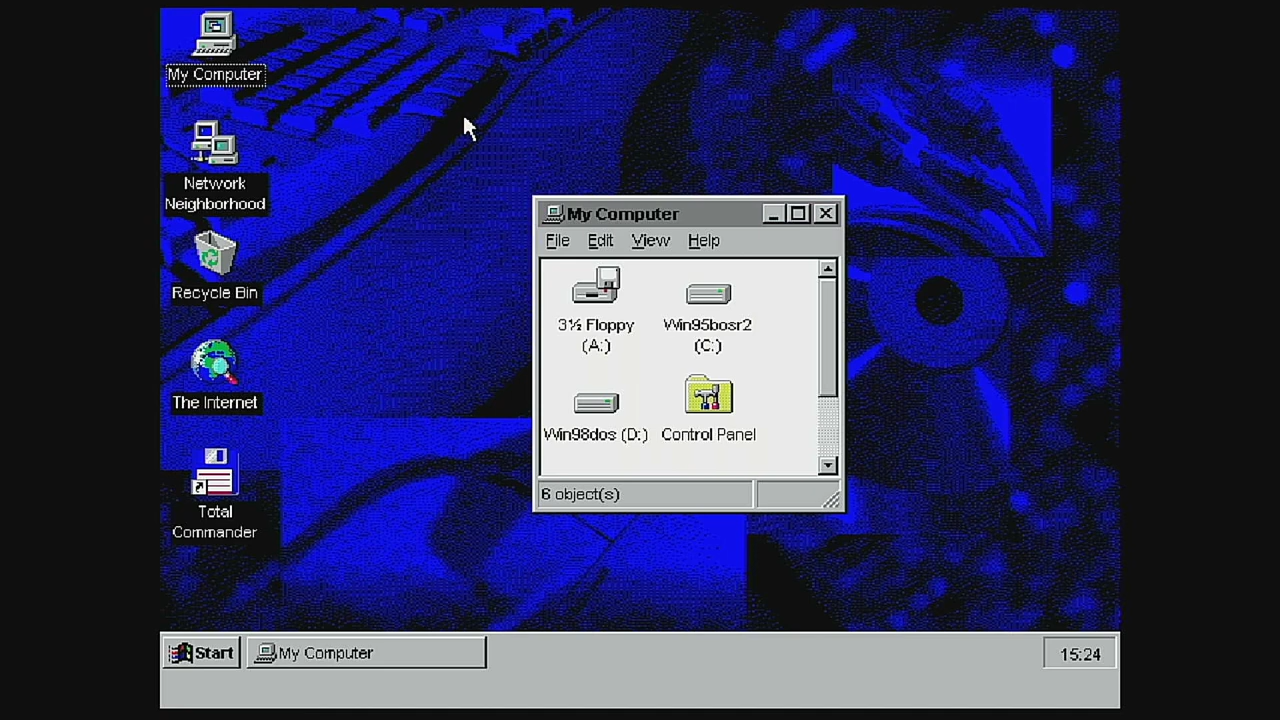 My Computer
Network
Neighborhood
Recycle Bin
The Internet
Total
Commander
My Computer
File Edit View Help
3½ Floppy
(A:)
Win95bosr2
(C:)
Win98dos (D:)
Control Panel
6 object(s)
Start
My Computer
15:24